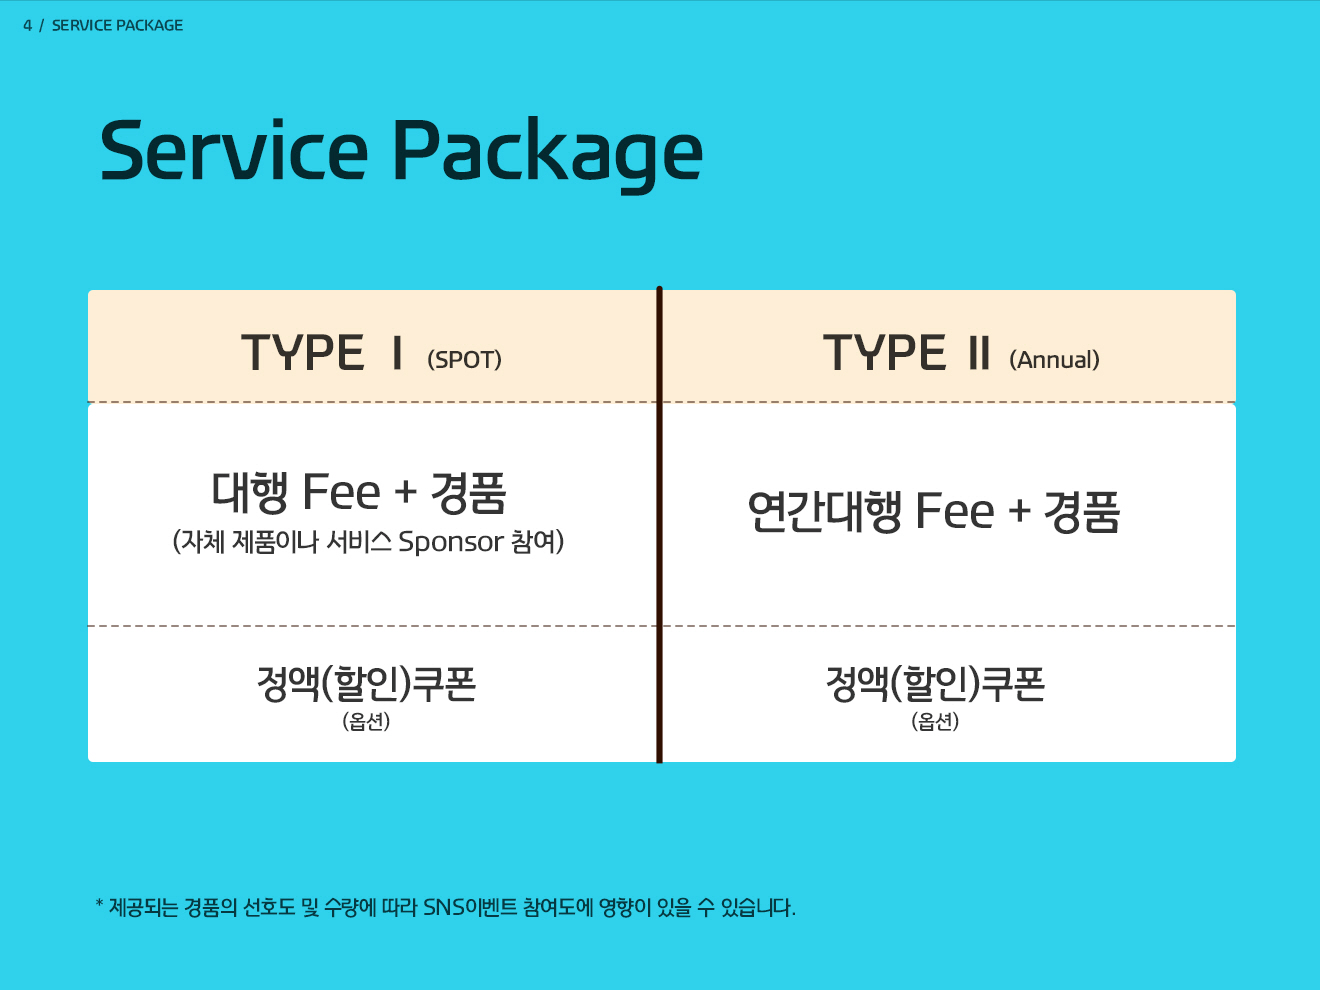 4 / SERVICE PACKAGE
Service Package
TYPE I (SPOT)
TYPE II (Annual)
대행 Fee + 경품
(자체 제품이나 서비스 Sponsor 참여)
연간대행 Fee + 경품
정액(할인)쿠폰
(옵션)
정액(할인)쿠폰
(옵션)
* 제공되는 경품의 선호도 및 수량에 따라 SNS이벤트 참여도에 영향이 있을 수 있습니다.